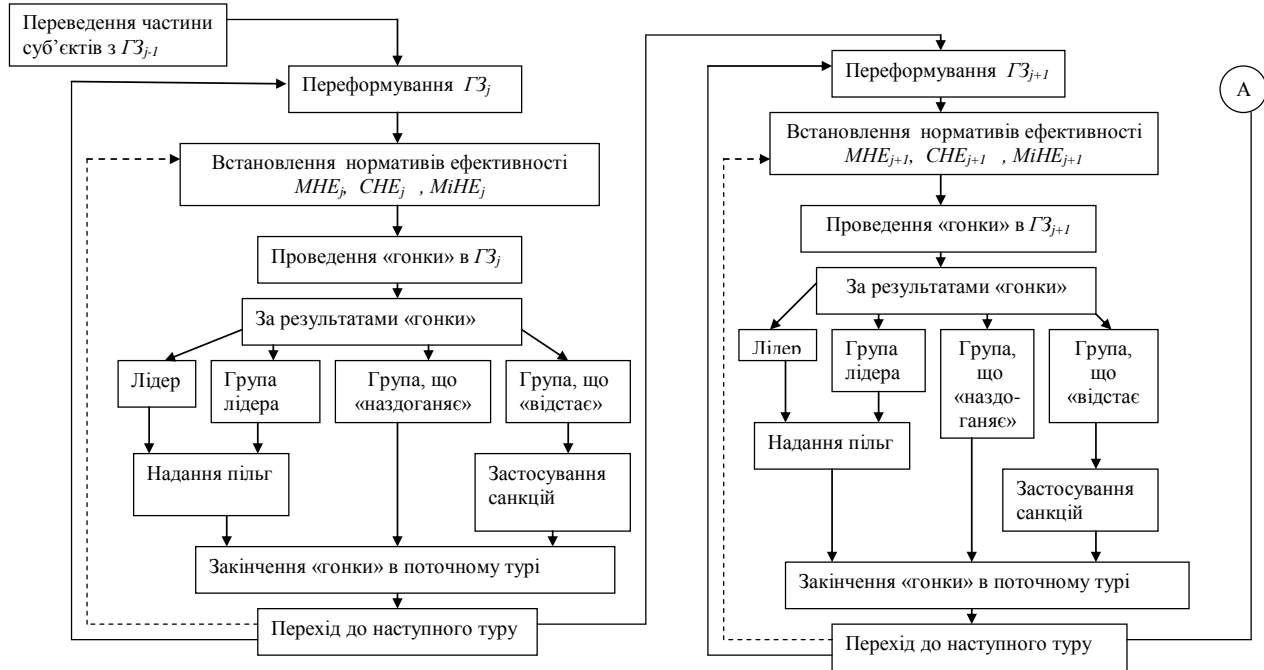 Переведення частини
суб’єктів з ГЗj-1
Переформування ГЗj
Встановлення нормативів ефективності
МНЕj, СНЕj , МiНЕj
Проведення «гонки» в ГЗj
За результатами «гонки»
Лідер
Група
лідера
Група, що
«наздоганяє»
Група, що
«відстає»
Надання пільг
Застосування
санкцій
Закінчення «гонки» в поточному турі
Перехід до наступного туру
Переформування ГЗj+1
А
Встановлення нормативів ефективності
МНЕj+1, СНЕj+1 , МiНЕj+1
Проведення «гонки» в ГЗj+1
За результатами «гонки»
Лідер
Група
лідера
Група,
що
«наздо-
ганяє»
Група,
що
«відстає
Надання пільг
Застосування
санкцій
Закінчення «гонки» в поточному турі
Перехід до наступного туру